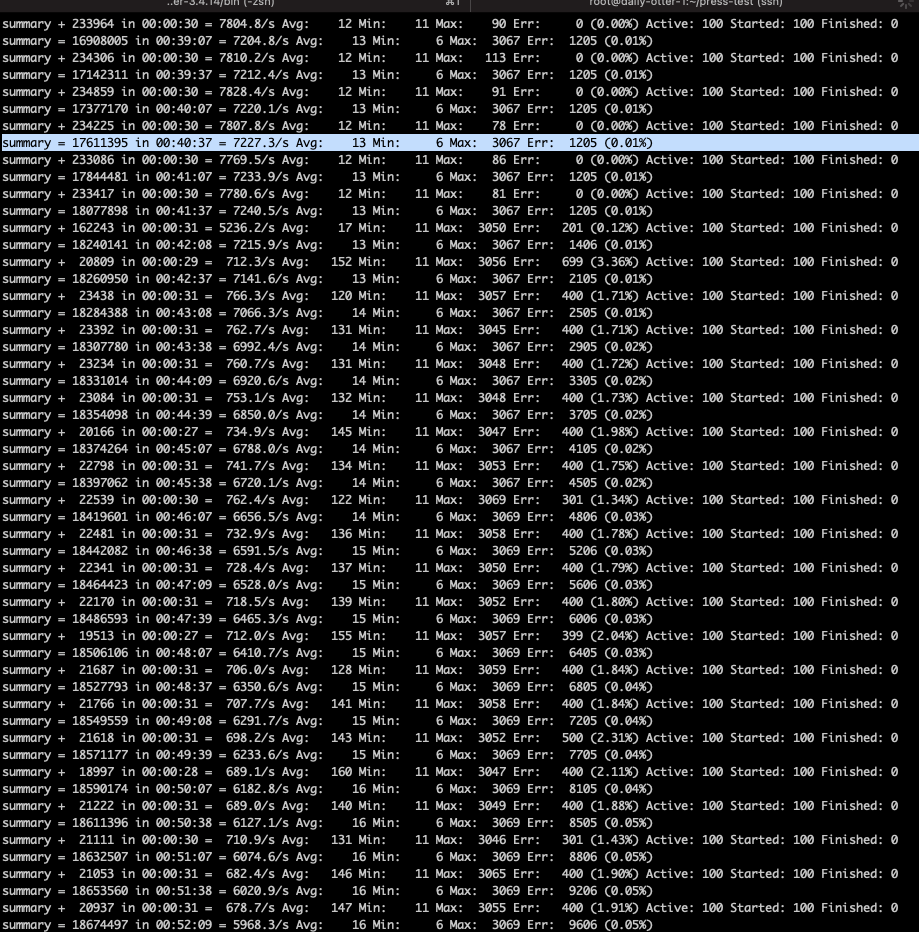 ..er-3.4.14/bin (-zsh) ⌘1 root@daily-otter-1:~/press-test (ssh)
summary + 233964 in 00:00:30 = 7804.8/s Avg: 12 Min: 11 Max: 90 Err: 0 (0.00%) Active: 100 Started: 100 Finished: 0
summary = 16908005 in 00:39:07 = 7204.8/s Avg: 13 Min: 6 Max: 3067 Err: 1205 (0.01%)
summary + 234306 in 00:00:30 = 7810.2/s Avg: 12 Min: 11 Max: 113 Err: 0 (0.00%) Active: 100 Started: 100 Finished: 0
summary = 17142311 in 00:39:37 = 7212.4/s Avg: 13 Min: 6 Max: 3067 Err: 1205 (0.01%)
summary + 234859 in 00:00:30 = 7828.4/s Avg: 12 Min: 11 Max: 91 Err: 0 (0.00%) Active: 100 Started: 100 Finished: 0
summary = 17377170 in 00:40:07 = 7220.1/s Avg: 13 Min: 6 Max: 3067 Err: 1205 (0.01%)
summary + 234225 in 00:00:30 = 7807.8/s Avg: 12 Min: 11 Max: 78 Err: 0 (0.00%) Active: 100 Started: 100 Finished: 0
summary = 17611395 in 00:40:37 = 7227.3/s Avg: 13 Min: 6 Max: 3067 Err: 1205 (0.01%)
summary + 233086 in 00:00:30 = 7769.5/s Avg: 12 Min: 11 Max: 86 Err: 0 (0.00%) Active: 100 Started: 100 Finished: 0
summary = 17844481 in 00:41:07 = 7233.9/s Avg: 13 Min: 6 Max: 3067 Err: 1205 (0.01%)
summary + 233417 in 00:00:30 = 7780.6/s Avg: 12 Min: 11 Max: 81 Err: 0 (0.00%) Active: 100 Started: 100 Finished: 0
summary = 18077898 in 00:41:37 = 7240.5/s Avg: 13 Min: 6 Max: 3067 Err: 1205 (0.01%)
summary + 162243 in 00:00:31 = 5236.2/s Avg: 17 Min: 11 Max: 3050 Err: 201 (0.12%) Active: 100 Started: 100 Finished: 0
summary = 18240141 in 00:42:08 = 7215.9/s Avg: 13 Min: 6 Max: 3067 Err: 1406 (0.01%)
summary + 20809 in 00:00:29 = 712.3/s Avg: 152 Min: 11 Max: 3056 Err: 699 (3.36%) Active: 100 Started: 100 Finished: 0
summary = 18260950 in 00:42:37 = 7141.6/s Avg: 13 Min: 6 Max: 3067 Err: 2105 (0.01%)
summary + 23438 in 00:00:31 = 766.3/s Avg: 120 Min: 11 Max: 3057 Err: 400 (1.71%) Active: 100 Started: 100 Finished: 0
summary = 18284388 in 00:43:08 = 7066.3/s Avg: 14 Min: 6 Max: 3067 Err: 2505 (0.01%)
summary + 23392 in 00:00:31 = 762.7/s Avg: 131 Min: 11 Max: 3045 Err: 400 (1.71%) Active: 100 Started: 100 Finished: 0
summary = 18307780 in 00:43:38 = 6992.4/s Avg: 14 Min: 6 Max: 3067 Err: 2905 (0.02%)
summary + 23234 in 00:00:31 = 760.7/s Avg: 131 Min: 11 Max: 3048 Err: 400 (1.72%) Active: 100 Started: 100 Finished: 0
summary = 18331014 in 00:44:09 = 6920.6/s Avg: 14 Min: 6 Max: 3067 Err: 3305 (0.02%)
summary + 23084 in 00:00:31 = 753.1/s Avg: 132 Min: 11 Max: 3048 Err: 400 (1.73%) Active: 100 Started: 100 Finished: 0
summary = 18354098 in 00:44:39 = 6850.0/s Avg: 14 Min: 6 Max: 3067 Err: 3705 (0.02%)
summary + 20166 in 00:00:27 = 734.9/s Avg: 145 Min: 11 Max: 3047 Err: 400 (1.98%) Active: 100 Started: 100 Finished: 0
summary = 18374264 in 00:45:07 = 6788.0/s Avg: 14 Min: 6 Max: 3067 Err: 4105 (0.02%)
summary + 22798 in 00:00:31 = 741.7/s Avg: 134 Min: 11 Max: 3053 Err: 400 (1.75%) Active: 100 Started: 100 Finished: 0
summary = 18397062 in 00:45:38 = 6720.1/s Avg: 14 Min: 6 Max: 3067 Err: 4505 (0.02%)
summary + 22539 in 00:00:30 = 762.4/s Avg: 122 Min: 11 Max: 3069 Err: 301 (1.34%) Active: 100 Started: 100 Finished: 0
summary = 18419601 in 00:46:07 = 6656.5/s Avg: 14 Min: 6 Max: 3069 Err: 4806 (0.03%)
summary + 22481 in 00:00:31 = 732.9/s Avg: 136 Min: 11 Max: 3058 Err: 400 (1.78%) Active: 100 Started: 100 Finished: 0
summary = 18442082 in 00:46:38 = 6591.5/s Avg: 15 Min: 6 Max: 3069 Err: 5206 (0.03%)
summary + 22341 in 00:00:31 = 728.4/s Avg: 137 Min: 11 Max: 3050 Err: 400 (1.79%) Active: 100 Started: 100 Finished: 0
summary = 18464423 in 00:47:09 = 6528.0/s Avg: 15 Min: 6 Max: 3069 Err: 5606 (0.03%)
summary + 22170 in 00:00:31 = 718.5/s Avg: 139 Min: 11 Max: 3052 Err: 400 (1.80%) Active: 100 Started: 100 Finished: 0
summary = 18486593 in 00:47:39 = 6465.3/s Avg: 15 Min: 6 Max: 3069 Err: 6006 (0.03%)
summary + 19513 in 00:00:27 = 712.0/s Avg: 155 Min: 11 Max: 3057 Err: 399 (2.04%) Active: 100 Started: 100 Finished: 0
summary = 18506106 in 00:48:07 = 6410.7/s Avg: 15 Min: 6 Max: 3069 Err: 6405 (0.03%)
summary + 21687 in 00:00:31 = 706.0/s Avg: 128 Min: 11 Max: 3059 Err: 400 (1.84%) Active: 100 Started: 100 Finished: 0
summary = 18527793 in 00:48:37 = 6350.6/s Avg: 15 Min: 6 Max: 3069 Err: 6805 (0.04%)
summary + 21766 in 00:00:31 = 707.7/s Avg: 141 Min: 11 Max: 3058 Err: 400 (1.84%) Active: 100 Started: 100 Finished: 0
summary = 18549559 in 00:49:08 = 6291.7/s Avg: 15 Min: 6 Max: 3069 Err: 7205 (0.04%)
summary + 21618 in 00:00:31 = 698.2/s Avg: 143 Min: 11 Max: 3052 Err: 500 (2.31%) Active: 100 Started: 100 Finished: 0
summary = 18571177 in 00:49:39 = 6233.6/s Avg: 15 Min: 6 Max: 3069 Err: 7705 (0.04%)
summary + 18997 in 00:00:28 = 689.1/s Avg: 160 Min: 11 Max: 3047 Err: 400 (2.11%) Active: 100 Started: 100 Finished: 0
summary = 18590174 in 00:50:07 = 6182.8/s Avg: 16 Min: 6 Max: 3069 Err: 8105 (0.04%)
summary + 21222 in 00:00:31 = 689.0/s Avg: 140 Min: 11 Max: 3049 Err: 400 (1.88%) Active: 100 Started: 100 Finished: 0
summary = 18611396 in 00:50:38 = 6127.1/s Avg: 16 Min: 6 Max: 3069 Err: 8505 (0.05%)
summary + 21111 in 00:00:30 = 710.9/s Avg: 131 Min: 11 Max: 3046 Err: 301 (1.43%) Active: 100 Started: 100 Finished: 0
summary = 18632507 in 00:51:07 = 6074.6/s Avg: 16 Min: 6 Max: 3069 Err: 8806 (0.05%)
summary + 21053 in 00:00:31 = 682.4/s Avg: 146 Min: 11 Max: 3065 Err: 400 (1.90%) Active: 100 Started: 100 Finished: 0
summary = 18653560 in 00:51:38 = 6020.9/s Avg: 16 Min: 6 Max: 3069 Err: 9206 (0.05%)
summary + 20937 in 00:00:31 = 678.7/s Avg: 147 Min: 11 Max: 3055 Err: 400 (1.91%) Active: 100 Started: 100 Finished: 0
summary = 18674497 in 00:52:09 = 5968.3/s Avg: 16 Min: 6 Max: 3069 Err: 9606 (0.05%)